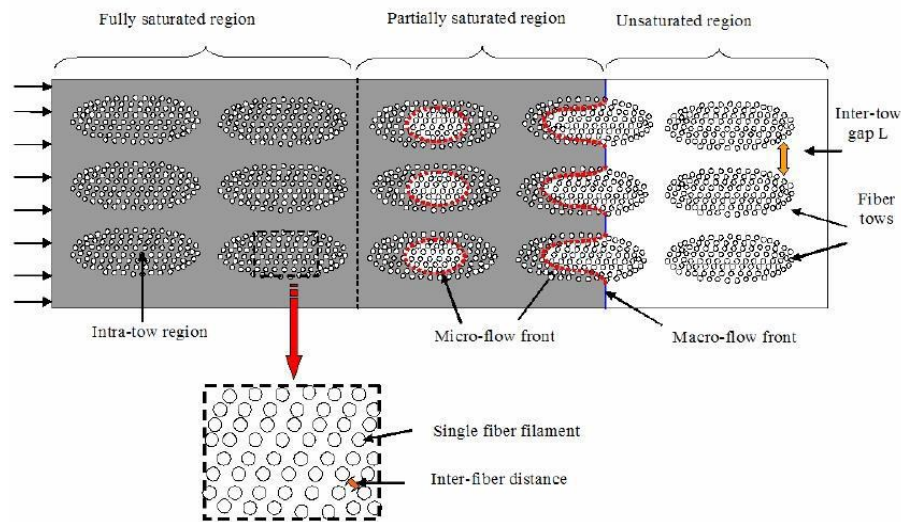 Fully saturated region
Partially saturated region
Unsaturated region
Inter-tow
gap L
Fiber
tows
Intra-tow region
Micro-flow front
Macro-flow front
Single fiber filament
Inter-fiber distance